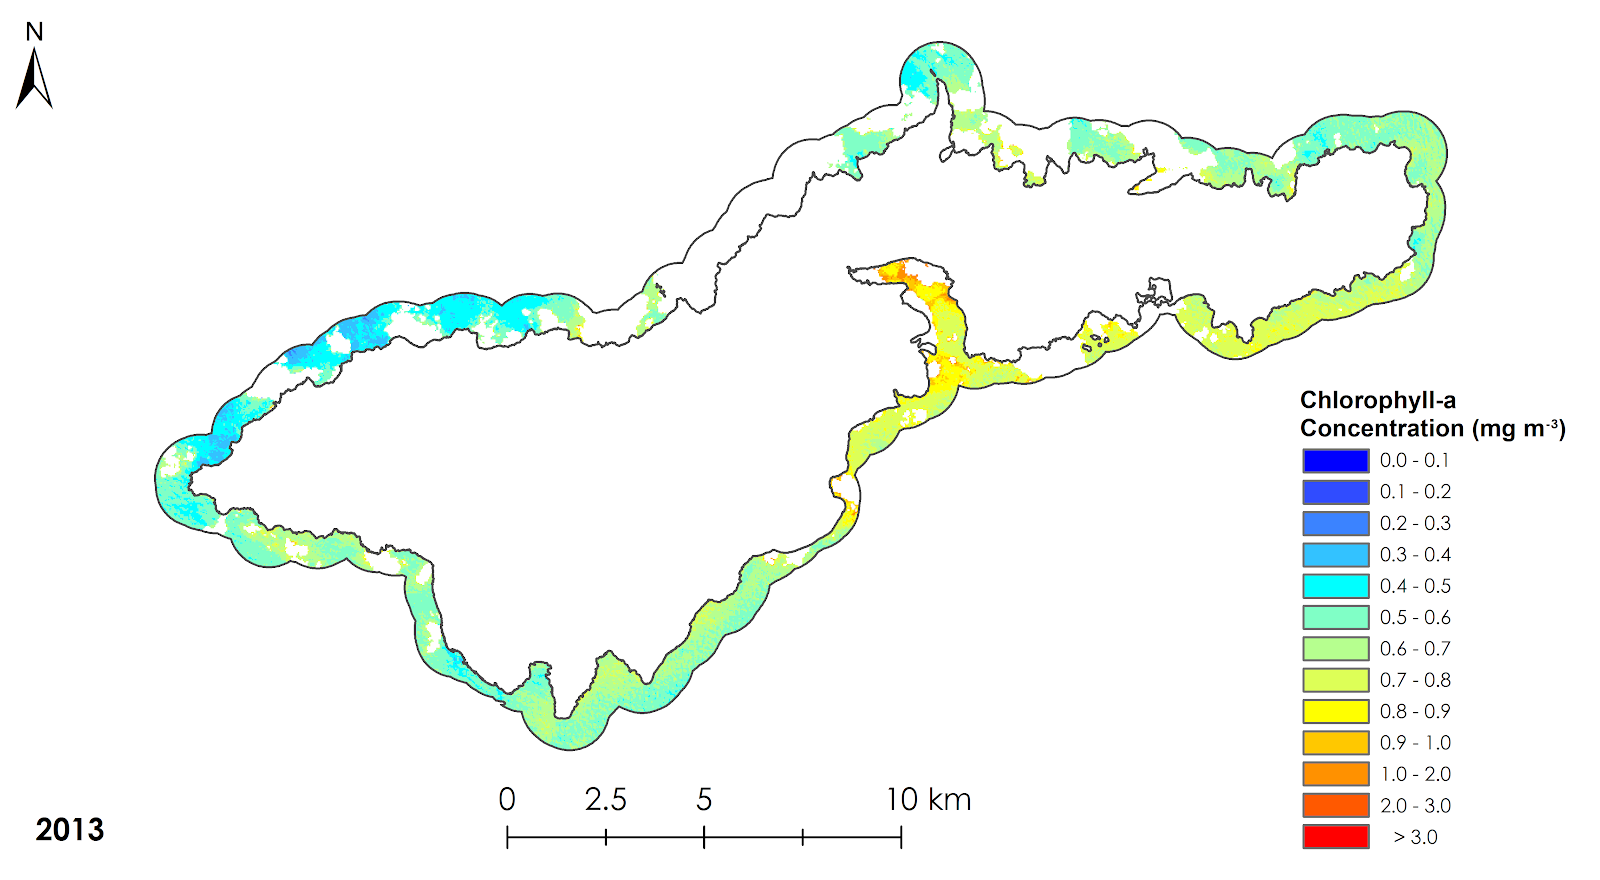 N
Chlorophyll-a
Concentration (mg m-3)
0.0 - 0.1
0.1 - 0.2
0.2 - 0.3
0.3 - 0.4
0.4 - 0.5
0.5 - 0.6
0.6 - 0.7
0.7 - 0.8
0.8 - 0.9
0.9 - 1.0
1.0 - 2.0
2.0 - 3.0
> 3.0
0 2.5 5 10 km
2013